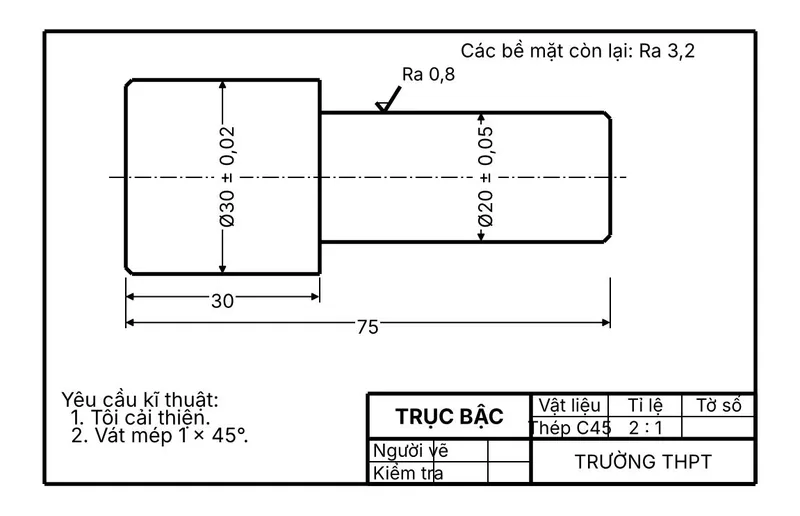 Các bề mặt còn lại: Ra 3,2
Ra 0,8
Ø30 ± 0,02
Ø20 ± 0,05
30
75
Yêu cầu kĩ thuật:
1. Tôi cải thiện.
2. Vát mép 1 × 45°.
TRỤC BẬC
Vật liệu Tỉ lệ Tờ số
Thép C45 2 : 1
Người vẽ
Kiểm tra
TRƯỜNG THPT